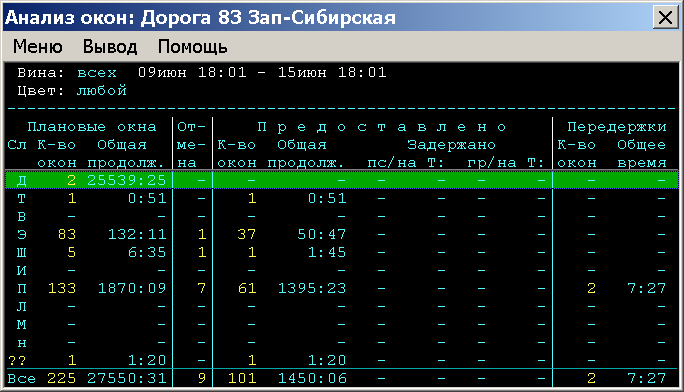 Анализ окон: Дорога 83 Зап-Сибирская
Меню Вывод Помощь
Вина: всех 09июн 18:01 - 15июн 18:01
Цвет: любой
Плановые окна От- П р е д о с т а в л е н о Передержки
Сл К-во Общая ме- К-во Общая Задержано К-во Общее
окон продолж. на окон продолж. пс/на Т: гр/на Т: окон время
Д 2 25539:25 - - - - - - - - -
Т 1 0:51 - 1 0:51 - - - - - -
В - - - - - - - - - - -
Э 83 132:11 1 37 50:47 - - - - - -
Ш 5 6:35 1 1 1:45 - - - - - -
И - - - - - - - - - - -
П 133 1870:09 7 61 1395:23 - - - - 2 7:27
Л - - - - - - - - - - -
М - - - - - - - - - - -
н - - - - - - - - - - -
?? 1 1:20 - 1 1:20 - - - - - -
Все 225 27550:31 9 101 1450:06 - - - - 2 7:27